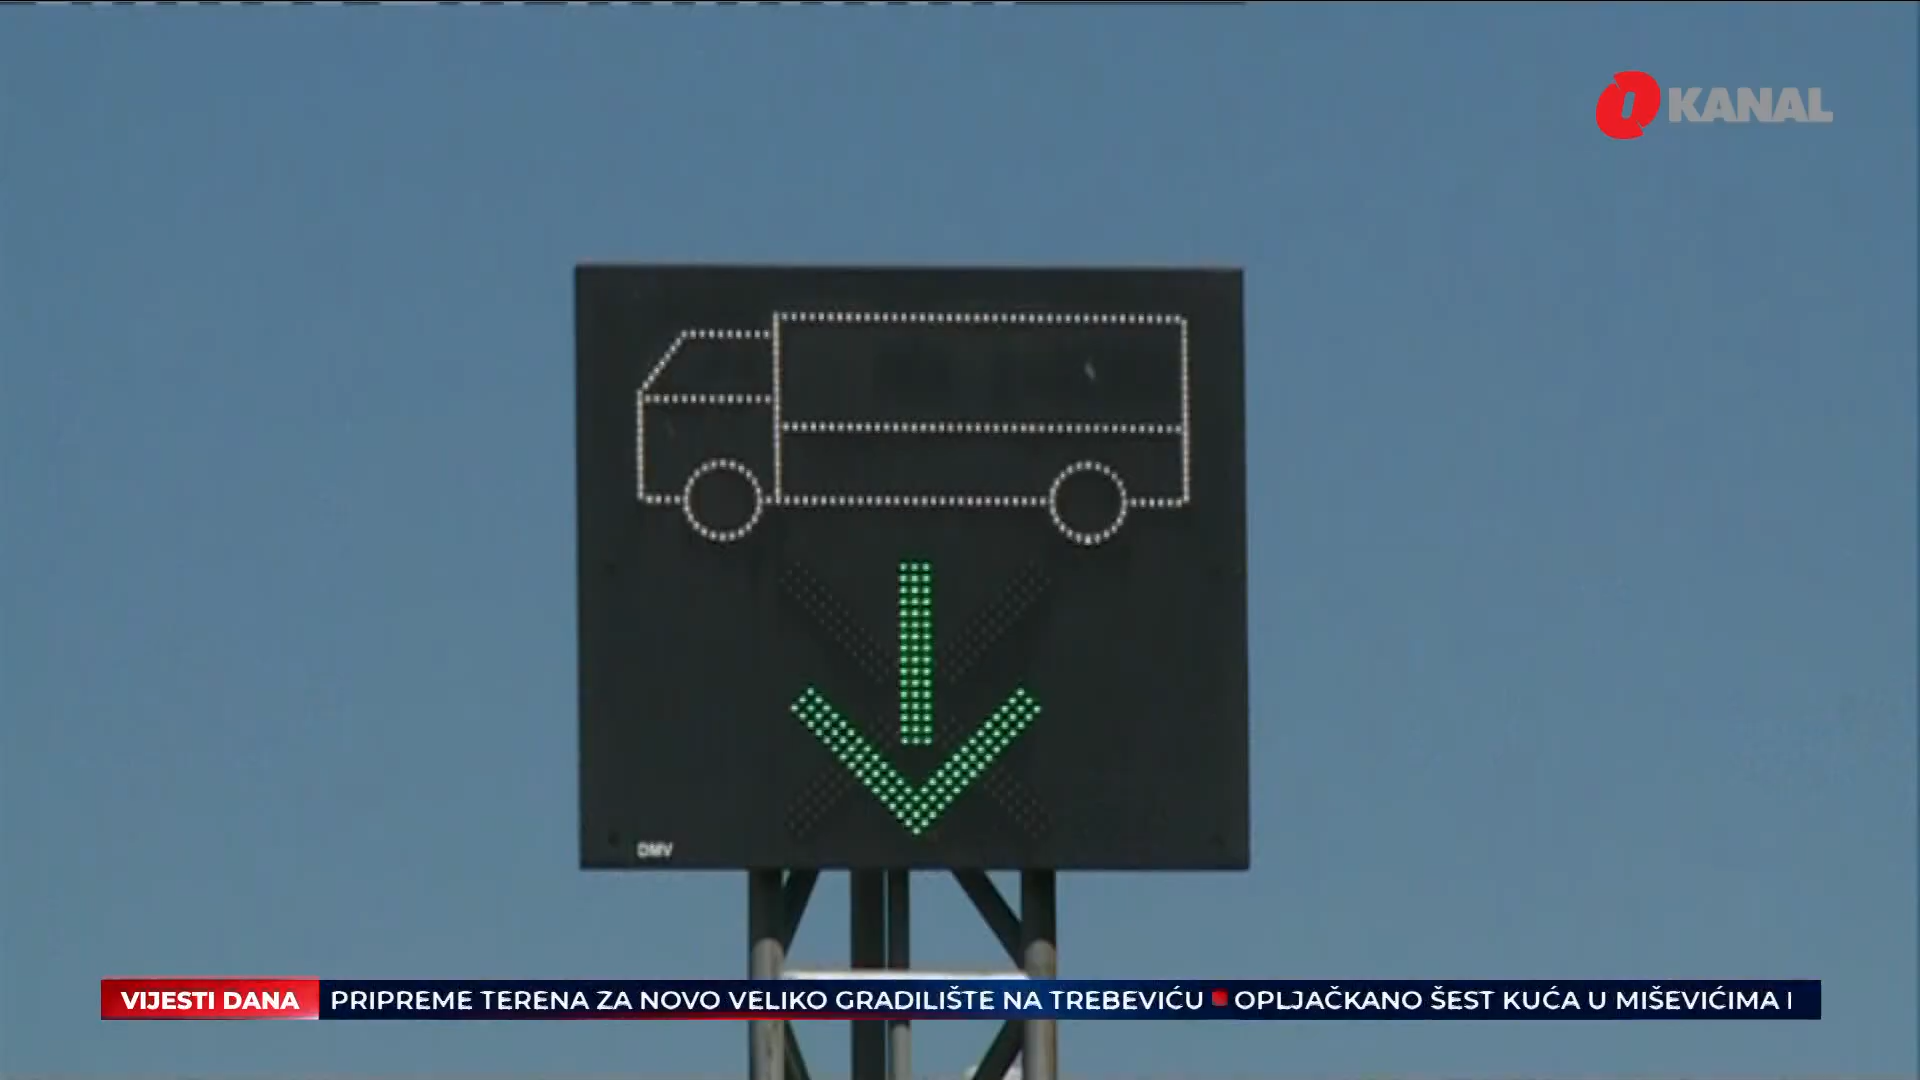 O KANAL
DMV
VIJESTI DANA PRIPREME TERENA ZA NOVO VELIKO GRADILIŠTE NA TREBEVIĆU ▪ OPLJAČKANO ŠEST KUĆA U MIŠEVIĆIMA